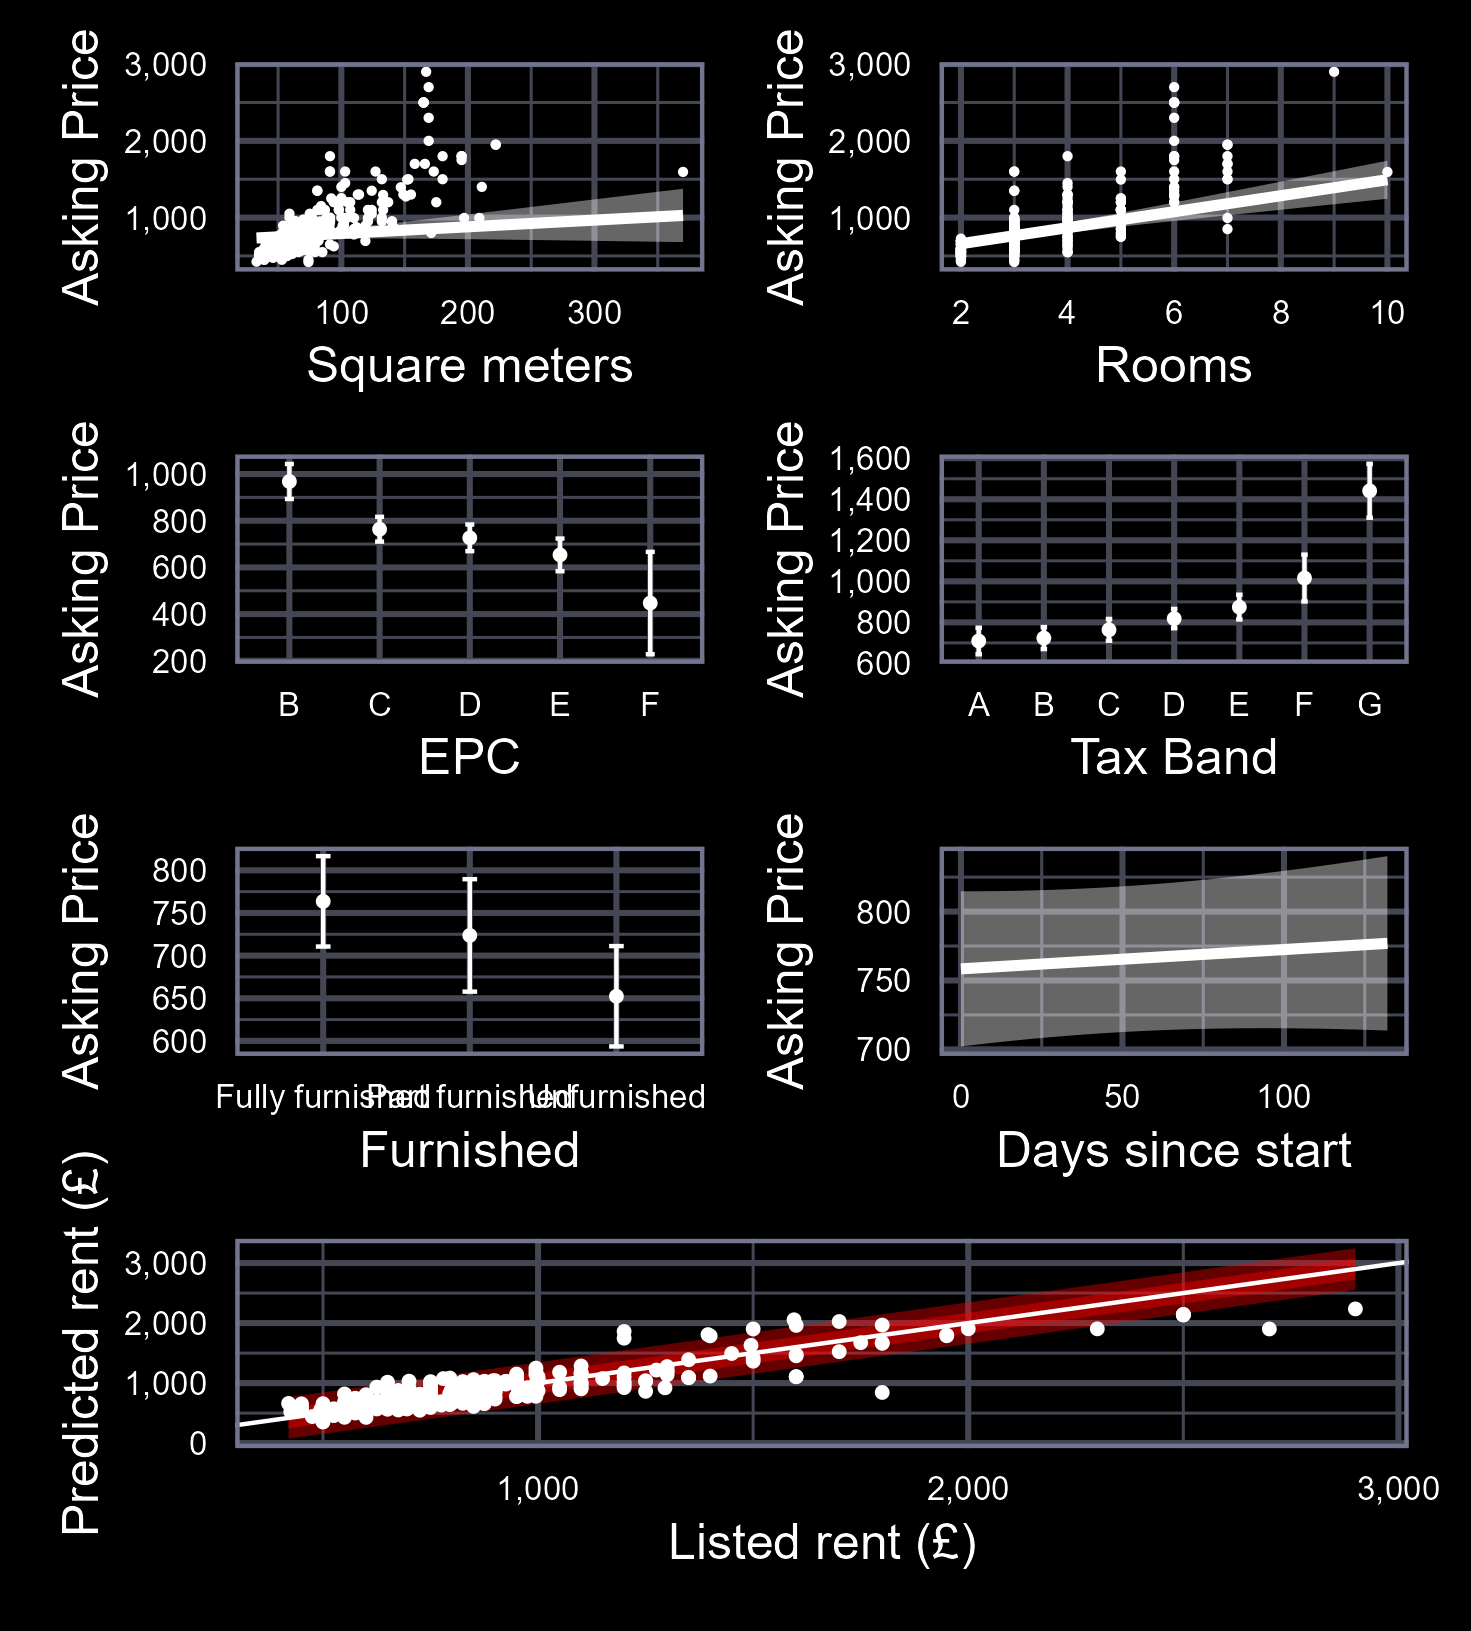 Asking Price
3,000
2,000
1,000
100 200 300
Square meters
Asking Price
3,000
2,000
1,000
2 4 6 8 10
Rooms
Asking Price
1,000
800
600
400
200
B C D E F
EPC
Asking Price
1,600
1,400
1,200
1,000
800
600
A B C D E F G
Tax Band
Asking Price
800
750
700
650
600
Fully furnished Part furnished Unfurnished
Furnished
Asking Price
800
750
700
0 50 100
Days since start
Predicted rent (£)
3,000
2,000
1,000
0
1,000 2,000 3,000
Listed rent (£)